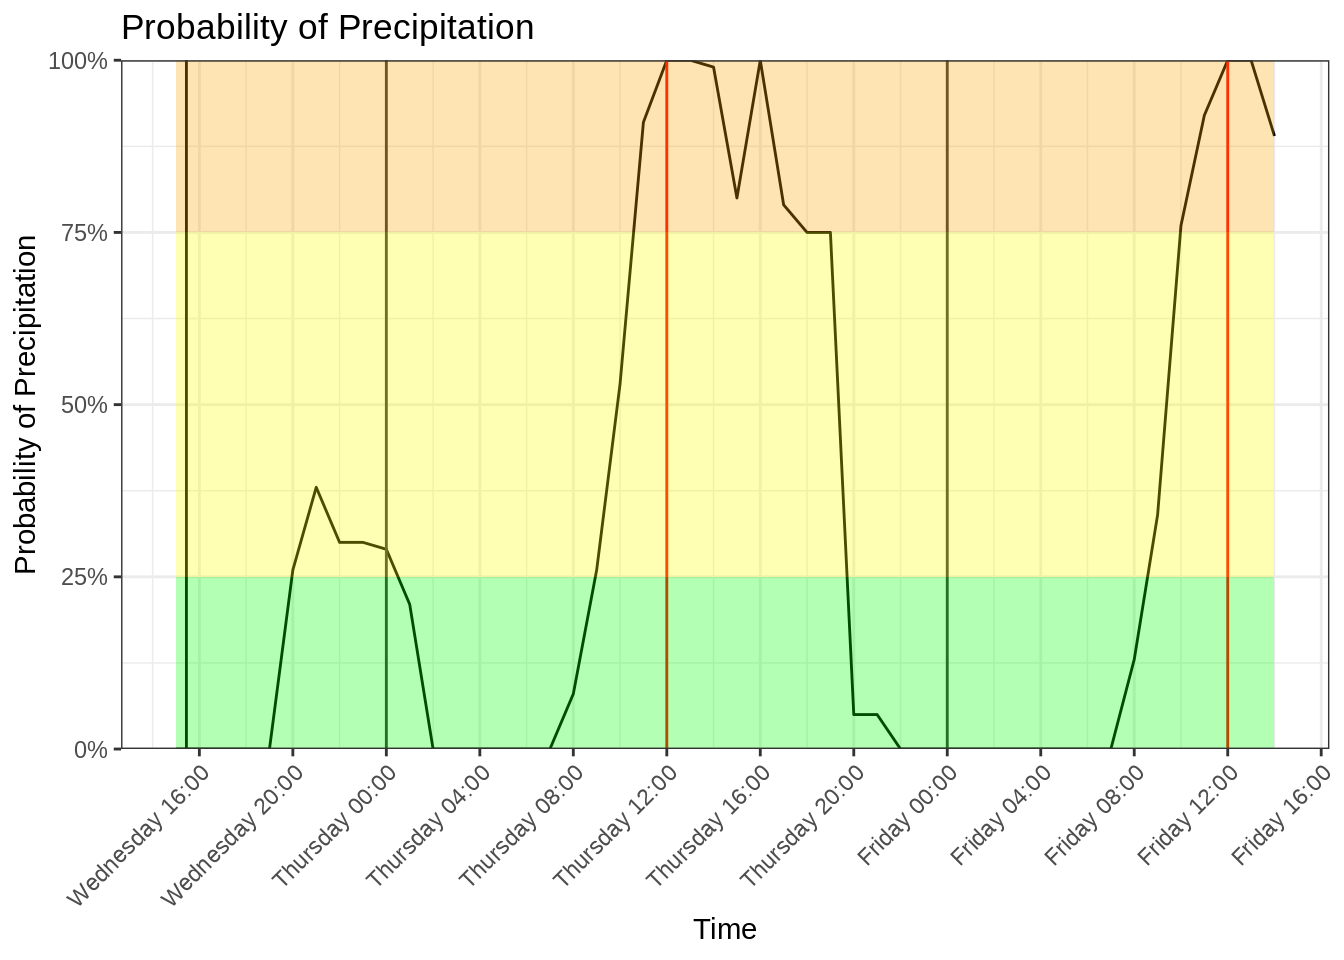 Probability of Precipitation
Probability of Precipitation
100%
75%
50%
25%
0%
Wednesday 16:00
Wednesday 20:00
Thursday 00:00
Thursday 04:00
Thursday 08:00
Thursday 12:00
Thursday 16:00
Thursday 20:00
Friday 00:00
Friday 04:00
Friday 08:00
Friday 12:00
Friday 16:00
Time